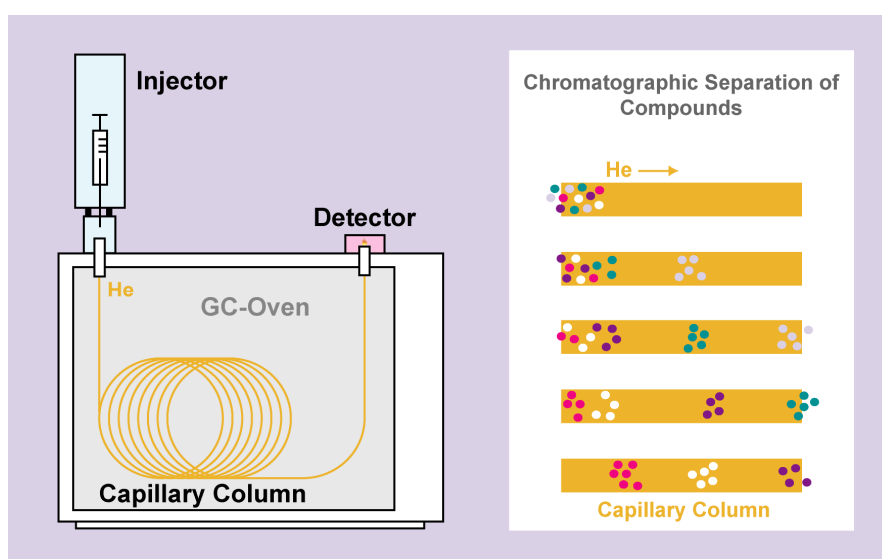 Injector
Detector
He
GC-Oven
Capillary Column
Chromatographic Separation of
Compounds
He
Capillary Column